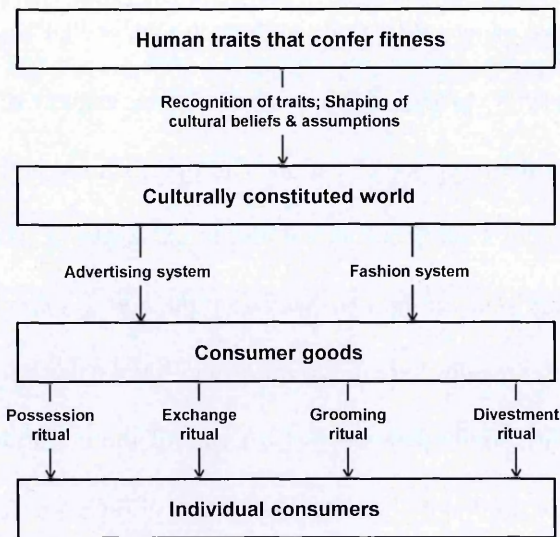 Human traits that confer fitness
Recognition of traits; Shaping of
cultural beliefs & assumptions
Culturally constituted world
Advertising system
Fashion system
Consumer goods
Possession
ritual
Exchange
ritual
Grooming
ritual
Divestment
ritual
Individual consumers